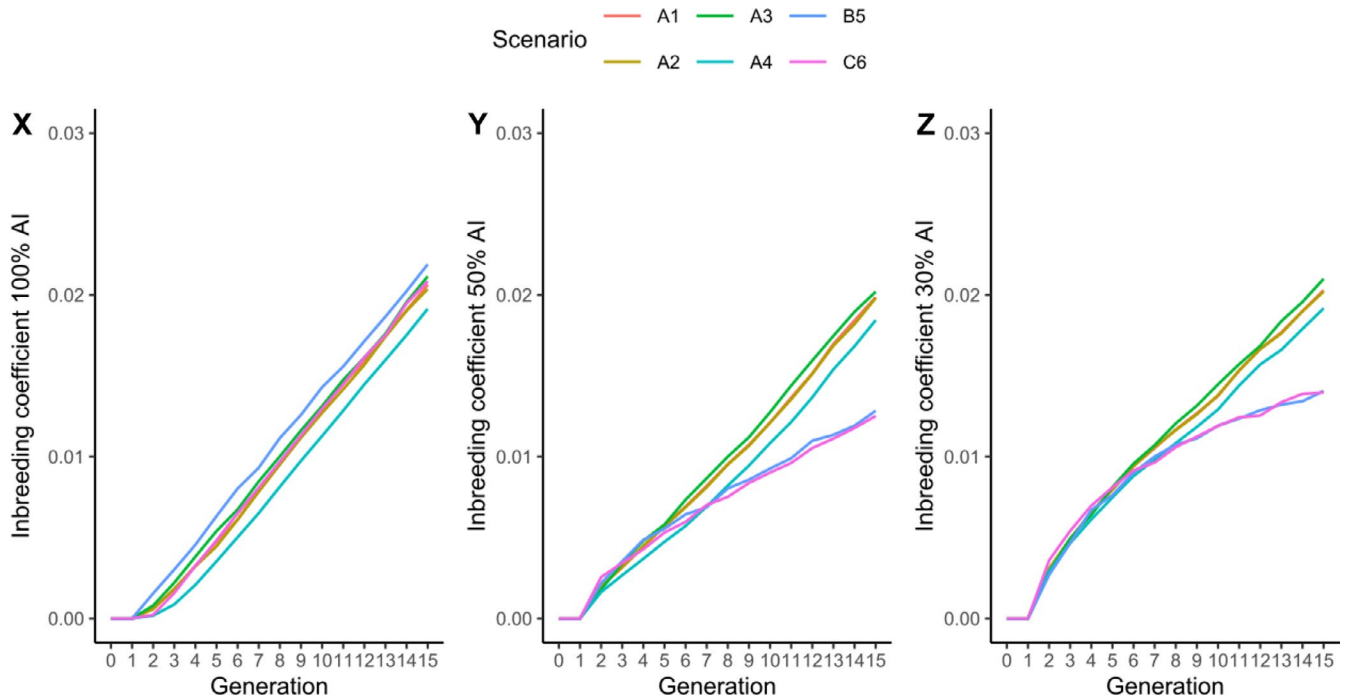 Scenario
A1 A3 B5
A2 A4 C6
X
Inbreeding coefficient 100% AI
0.03
0.02
0.01
0.00
0 1 2 3 4 5 6 7 8 9 10 11 12 13 14 15
Generation
Y
Inbreeding coefficient 50% AI
0.03
0.02
0.01
0.00
0 1 2 3 4 5 6 7 8 9 10 11 12 13 14 15
Generation
Z
Inbreeding coefficient 30% AI
0.03
0.02
0.01
0.00
0 1 2 3 4 5 6 7 8 9 10 11 12 13 14 15
Generation